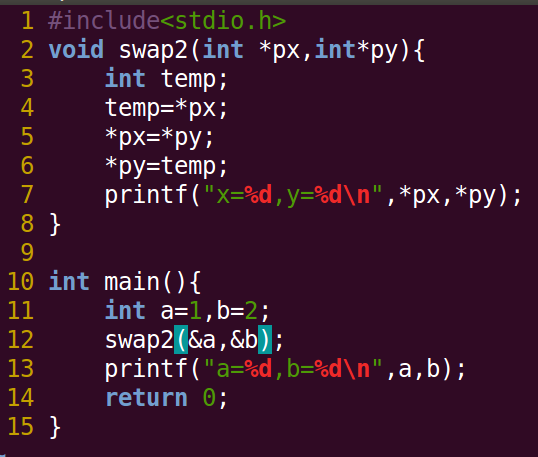 1 #include<stdio.h>
2 void swap2(int *px,int*py){
3     int temp;
4     temp=*px;
5     *px=*py;
6     *py=temp;
7     printf("x=%d,y=%d\n",*px,*py);
8 }
9
10 int main(){
11     int a=1,b=2;
12     swap2(&a,&b);
13     printf("a=%d,b=%d\n",a,b);
14     return 0;
15 }